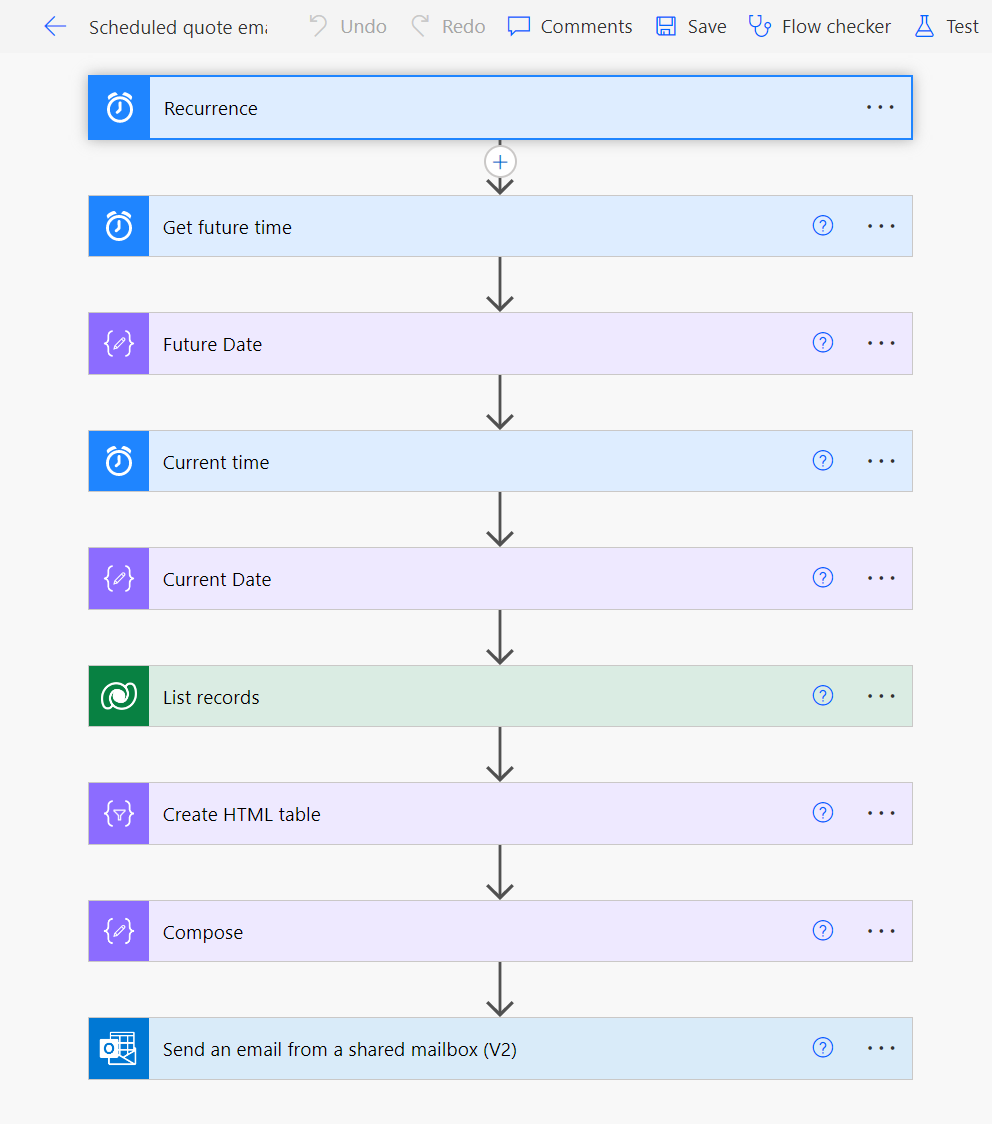 Scheduled quote ema
Undo
Redo
Comments
Save
Flow checker
Test
Recurrence
Get future time
Future Date
Current time
Current Date
List records
Create HTML table
Compose
Send an email from a shared mailbox (V2)